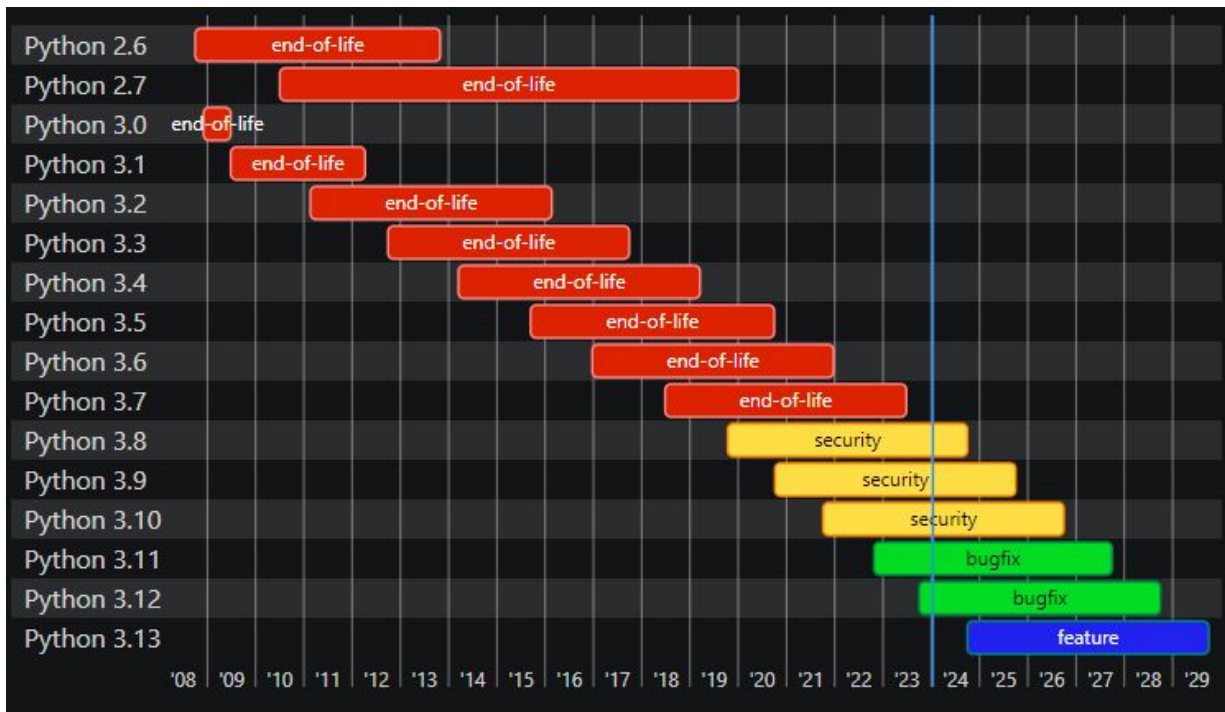 Python 2.6 end-of-life
Python 2.7 end-of-life
Python 3.0 end-of-life
Python 3.1 end-of-life
Python 3.2 end-of-life
Python 3.3 end-of-life
Python 3.4 end-of-life
Python 3.5 end-of-life
Python 3.6 end-of-life
Python 3.7 end-of-life
Python 3.8 security
Python 3.9 security
Python 3.10 security
Python 3.11 bugfix
Python 3.12 bugfix
Python 3.13 feature
'08 '09 '10 '11 '12 '13 '14 '15 '16 '17 '18 '19 '20 '21 '22 '23 '24 '25 '26 '27 '28 '29